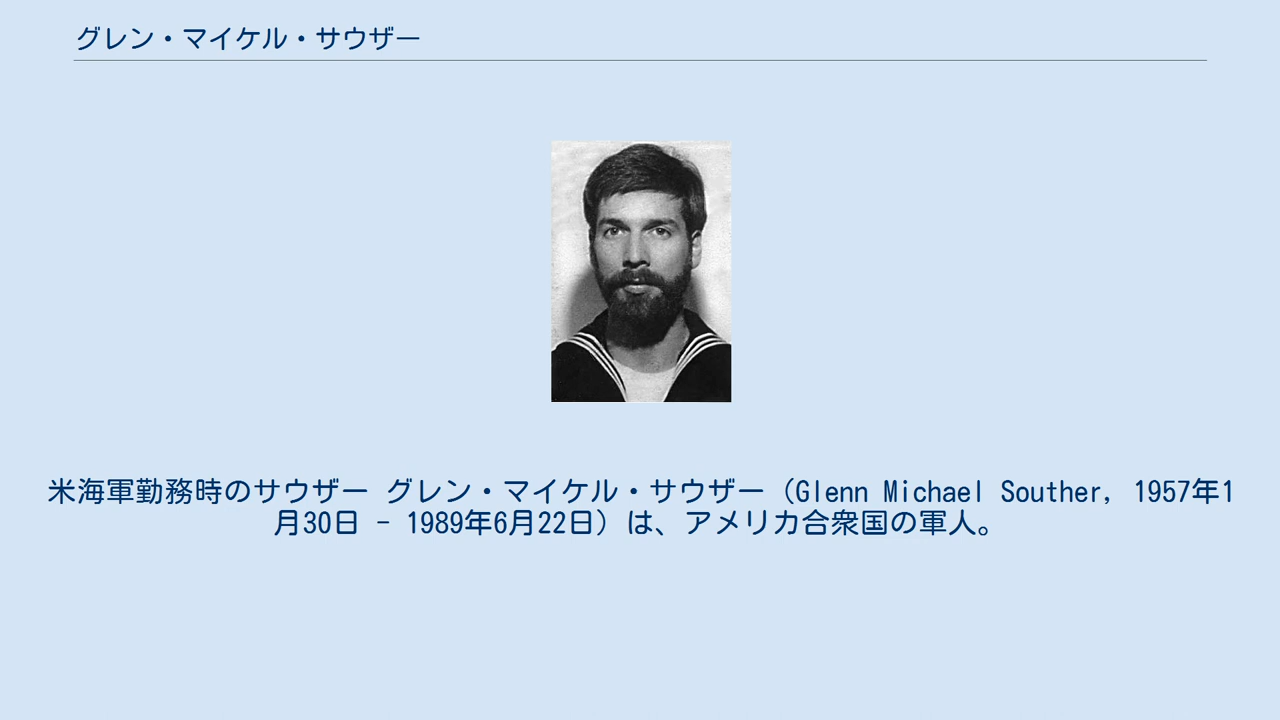 グレン・マイケル・サウザー
米海軍勤務時のサウザー グレン・マイケル・サウザー（Glenn Michael Souther, 1957年1
月30日 - 1989年6月22日）は、アメリカ合衆国の軍人。